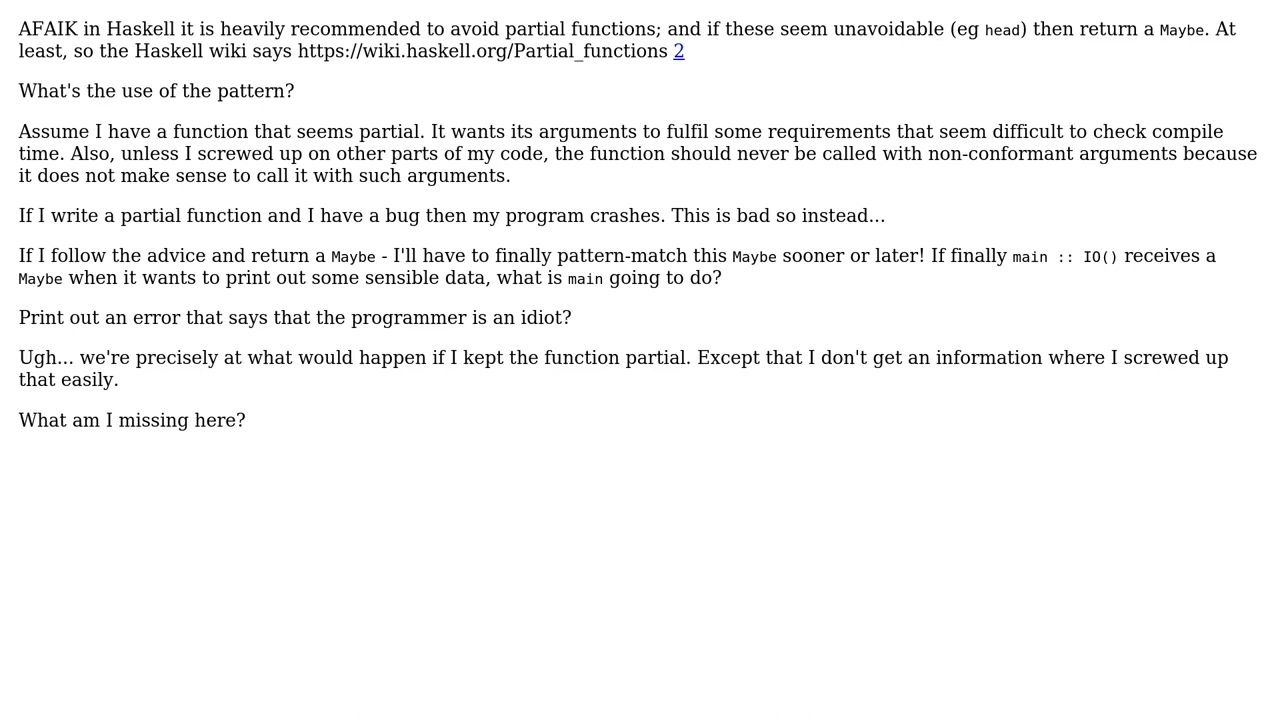 AFAIK in Haskell it is heavily recommended to avoid partial functions; and if these seem unavoidable (eg head) then return a Maybe. At
least, so the Haskell wiki says https://wiki.haskell.org/Partial_functions 2
What's the use of the pattern?
Assume I have a function that seems partial. It wants its arguments to fulfil some requirements that seem difficult to check compile
time. Also, unless I screwed up on other parts of my code, the function should never be called with non-conformant arguments because
it does not make sense to call it with such arguments.
If I write a partial function and I have a bug then my program crashes. This is bad so instead…
If I follow the advice and return a Maybe - I'll have to finally pattern-match this Maybe sooner or later! If finally main :: IO() receives a
Maybe when it wants to print out some sensible data, what is main going to do?
Print out an error that says that the programmer is an idiot?
Ugh… we're precisely at what would happen if I kept the function partial. Except that I don't get an information where I screwed up
that easily.
What am I missing here?